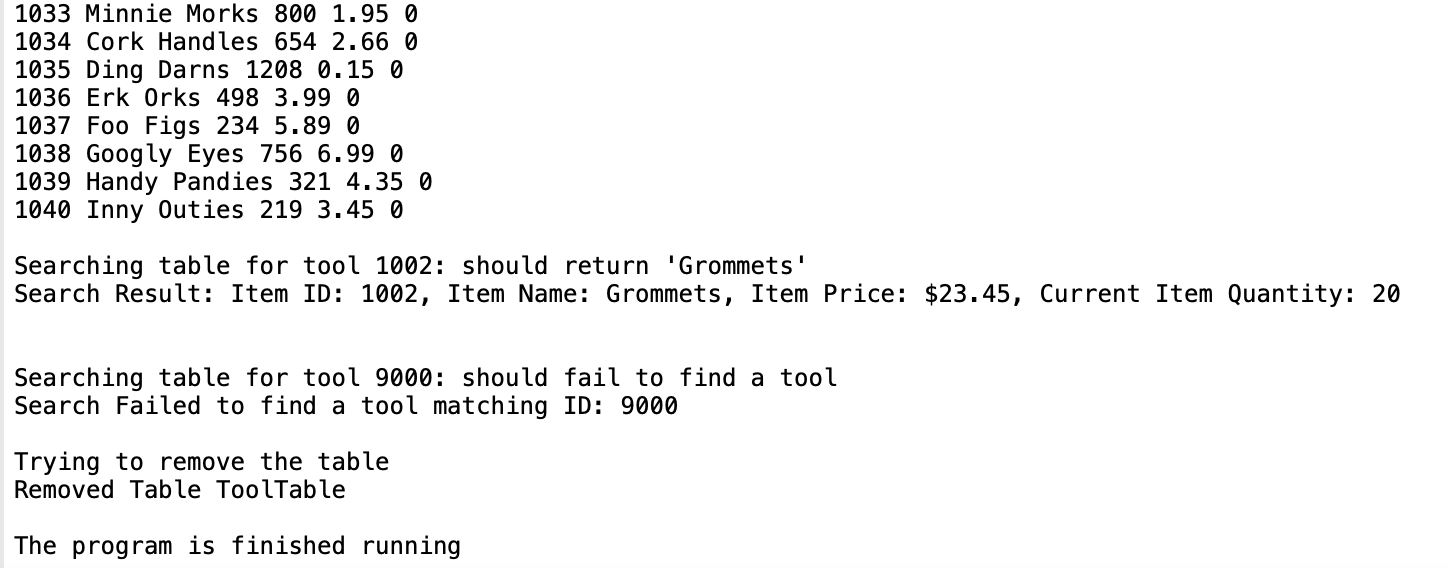 1033 Minnie Morks 800 1.95 0
1034 Cork Handles 654 2.66 0
1035 Ding Darns 1208 0.15 0
1036 Erk Orks 498 3.99 0
1037 Foo Figs 234 5.89 0
1038 Googly Eyes 756 6.99 0
1039 Handy Pandies 321 4.35 0
1040 Inny Outies 219 3.45 0
Searching table for tool 1002: should return 'Grommets'
Search Result: Item ID: 1002, Item Name: Grommets, Item Price: $23.45, Current Item Quantity: 20
Searching table for tool 9000: should fail to find a tool
Search Failed to find a tool matching ID: 9000
Trying to remove the table
Removed Table ToolTable
The program is finished running